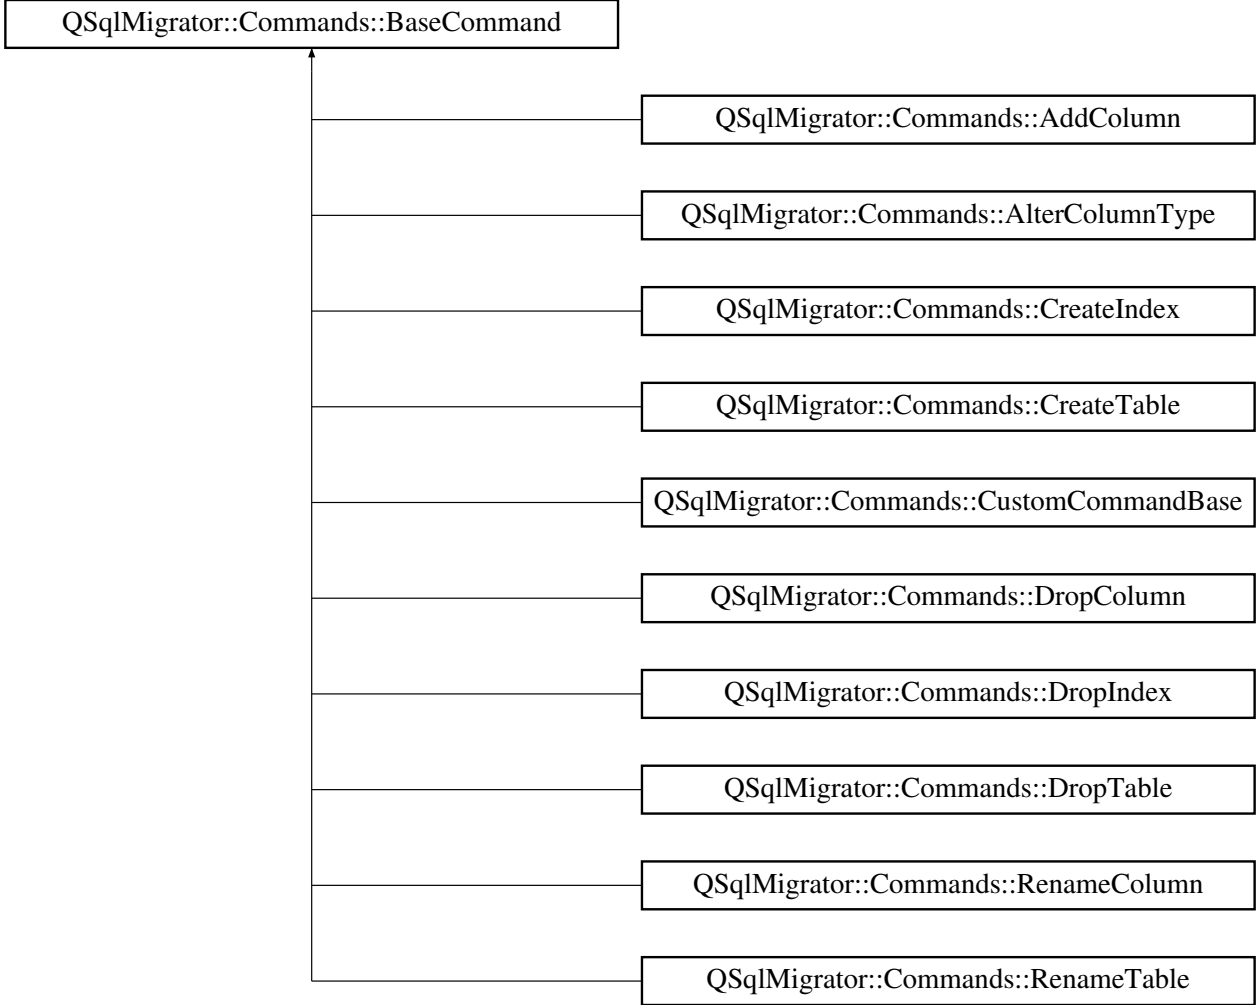 QSqlMigrator::Commands::BaseCommand
QSqlMigrator::Commands::AddColumn
QSqlMigrator::Commands::AlterColumnType
QSqlMigrator::Commands::CreateIndex
QSqlMigrator::Commands::CreateTable
QSqlMigrator::Commands::CustomCommandBase
QSqlMigrator::Commands::DropColumn
QSqlMigrator::Commands::DropIndex
QSqlMigrator::Commands::DropTable
QSqlMigrator::Commands::RenameColumn
QSqlMigrator::Commands::RenameTable